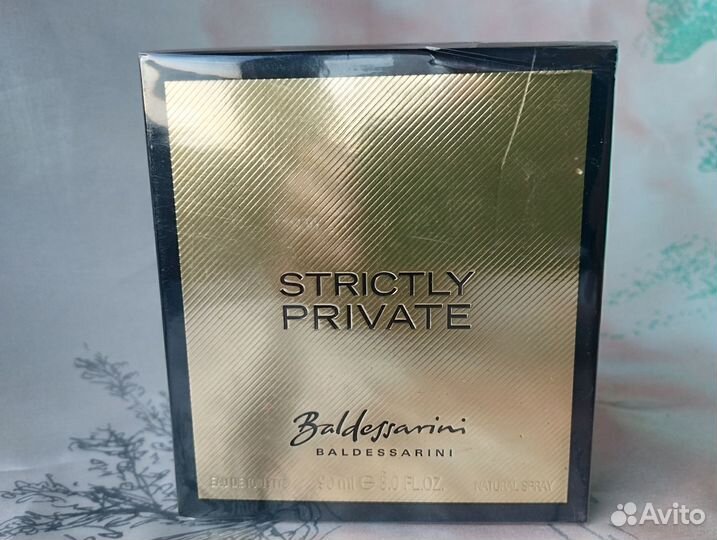 STRICTLY
PRIVATE
Baldessarini
BALDESSARINI
EAU DE TOILETTE 90 ml ℮ 3.0 FL.OZ. NATURAL SPRAY
Avito